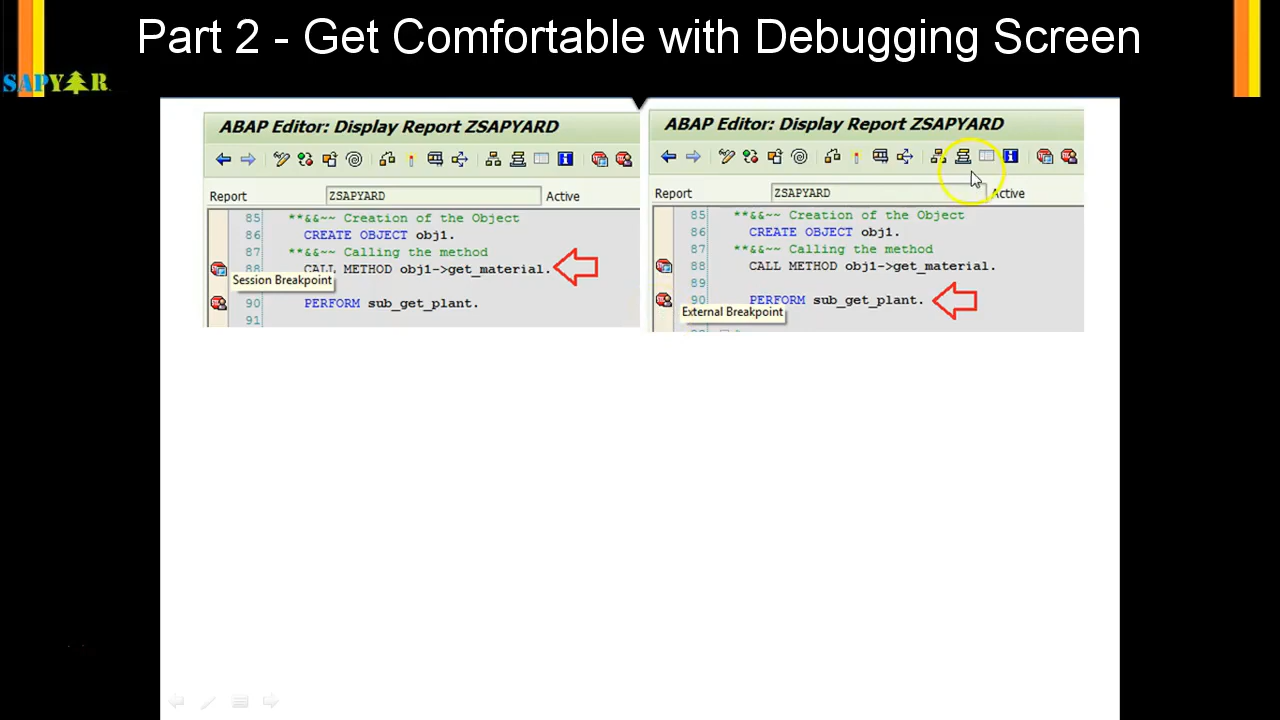 Part 2 - Get Comfortable with Debugging Screen
SAPYARD
ABAP Editor: Display Report ZSAPYARD
Report ZSAPYARD Active
85 **&&~~ Creation of the Object
86 CREATE OBJECT obj1.
87 **&&~~ Calling the method
88 CALL METHOD obj1->get_material.
Session Breakpoint
90 PERFORM sub_get_plant.
91
ABAP Editor: Display Report ZSAPYARD
Report ZSAPYARD Active
85 **&&~~ Creation of the Object
86 CREATE OBJECT obj1.
87 **&&~~ Calling the method
88 CALL METHOD obj1->get_material.
89
90 PERFORM sub_get_plant.
External Breakpoint